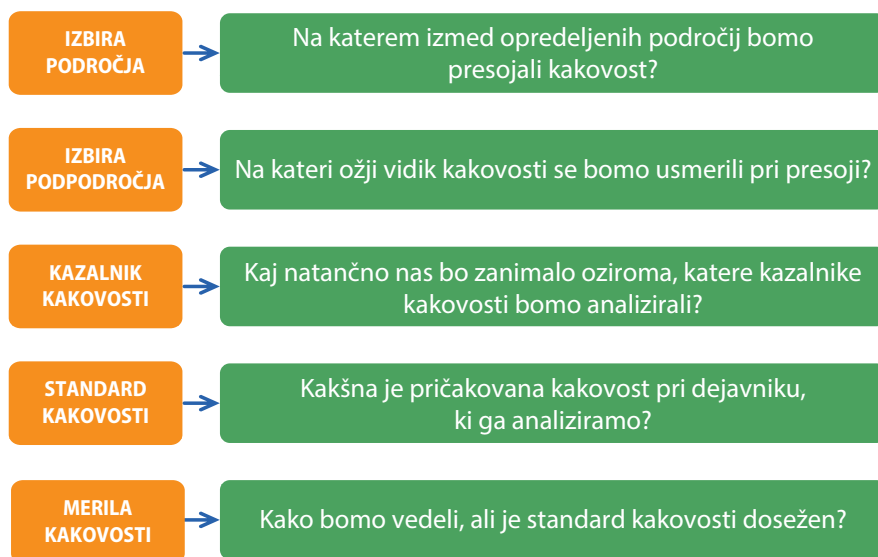 IZBIRA
PODROČJA
Na katerem izmed opredeljenih področij bomo
presojali kakovost?
IZBIRA
PODPODROČJA
Na kateri ožji vidik kakovosti se bomo usmerili pri presoji?
KAZALNIK
KAKOVOSTI
Kaj natančno nas bo zanimalo oziroma, katere kazalnike
kakovosti bomo analizirali?
STANDARD
KAKOVOSTI
Kakšna je pričakovana kakovost pri dejavniku,
ki ga analiziramo?
MERILA
KAKOVOSTI
Kako bomo vedeli, ali je standard kakovosti dosežen?